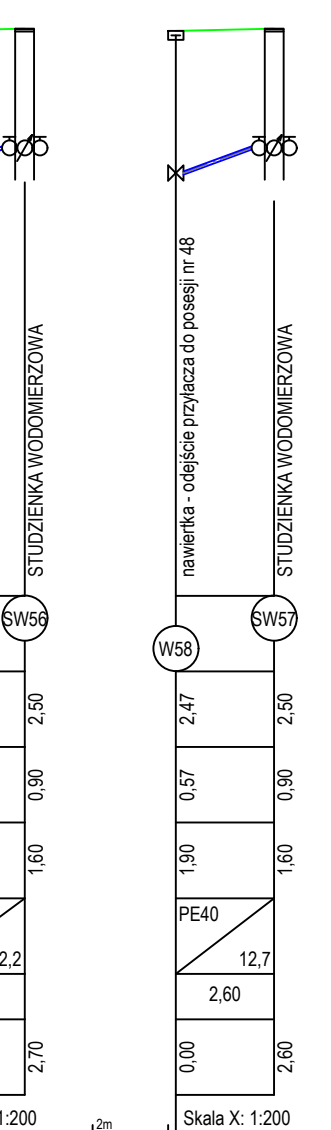 STUDZIENKA WODOMIERZOWA
nawiertka - odejście przyłacza do posesji nr 48
STUDZIENKA WODOMIERZOWA
SW56
W58
SW57
2,50
2,47
2,50
0,90
0,57
0,90
1,60
1,90
1,60
PE40
2,2
12,7
2,60
2,70
0,00
2,60
1:200
2m
Skala X: 1:200